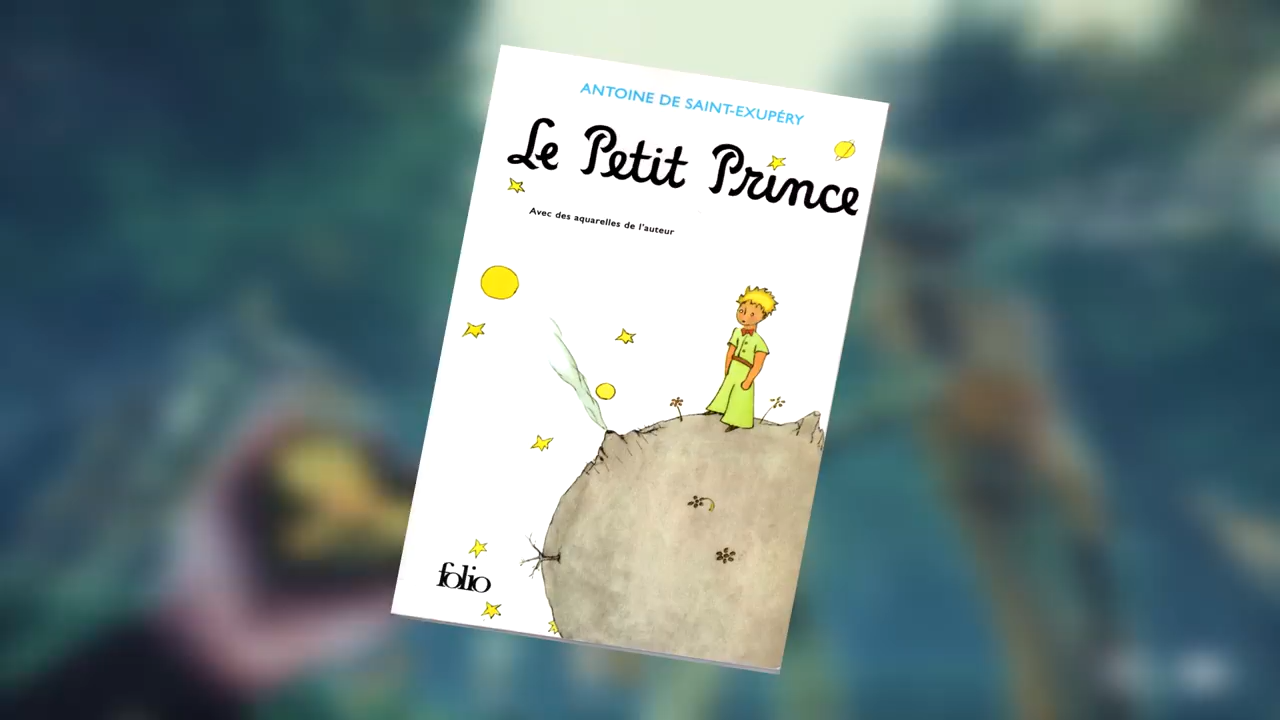 ANTOINE DE SAINT-EXUPÉRY
Le Petit Prince
Avec des aquarelles de l'auteur
folio